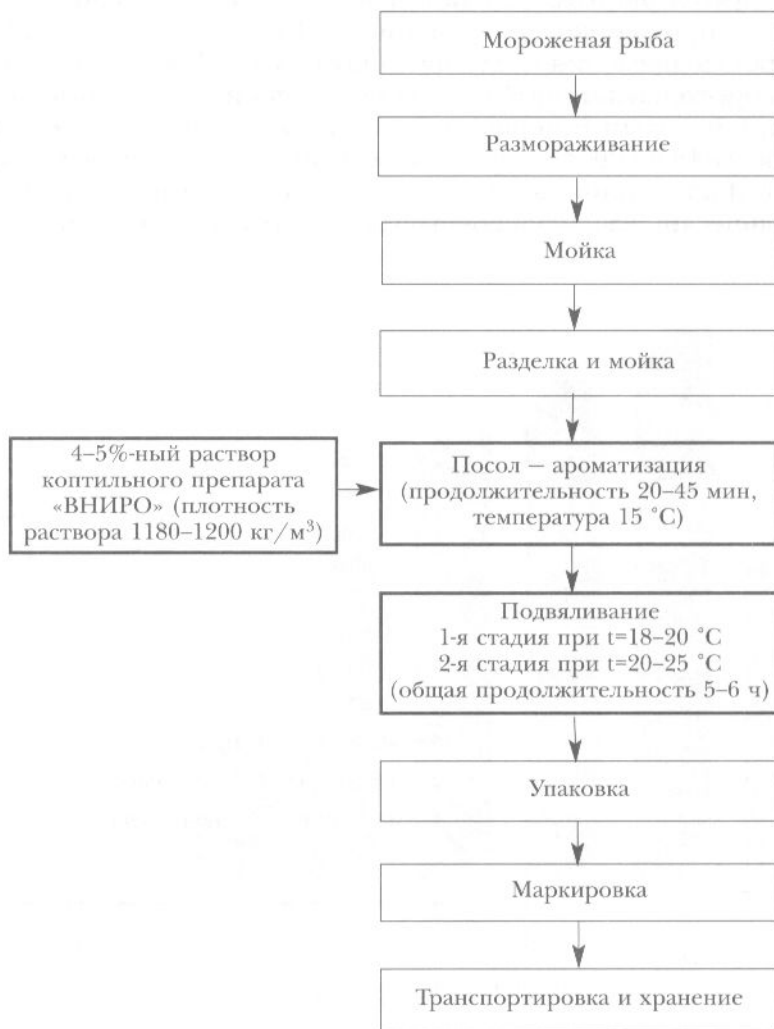 Мороженая рыба
Размораживание
Мойка
Разделка и мойка
4–5%-ный раствор
коптильного препарата
«ВНИРО» (плотность
раствора 1180–1200 кг/м³)
Посол – ароматизация
(продолжительность 20–45 мин,
температура 15 °С)
Подвяливание
1-я стадия при t=18–20 °С
2-я стадия при t=20–25 °С
(общая продолжительность 5–6 ч)
Упаковка
Маркировка
Транспортировка и хранение